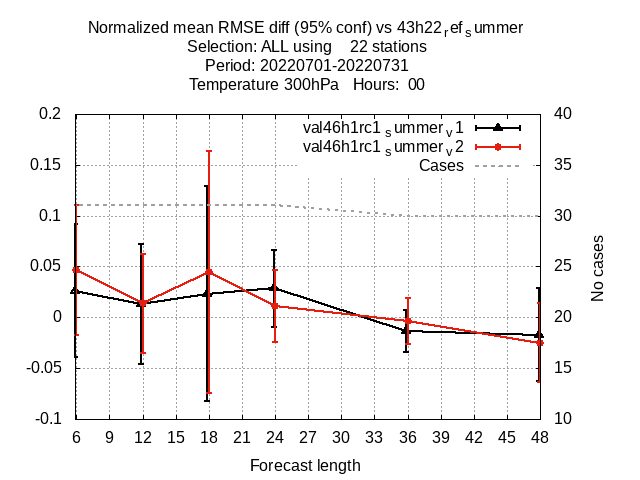 Normalized mean RMSE diff (95% conf) vs 43h22refsummer
Selection: ALL using 22 stations
Period: 20220701-20220731
Temperature 300hPa Hours: 00
val46h1rc1summerv1
val46h1rc1summerv2
Cases
0.2
0.15
0.1
0.05
0
-0.05
-0.1
40
35
30
25
20
15
10
No cases
6 9 12 15 18 21 24 27 30 33 36 39 42 45 48
Forecast length